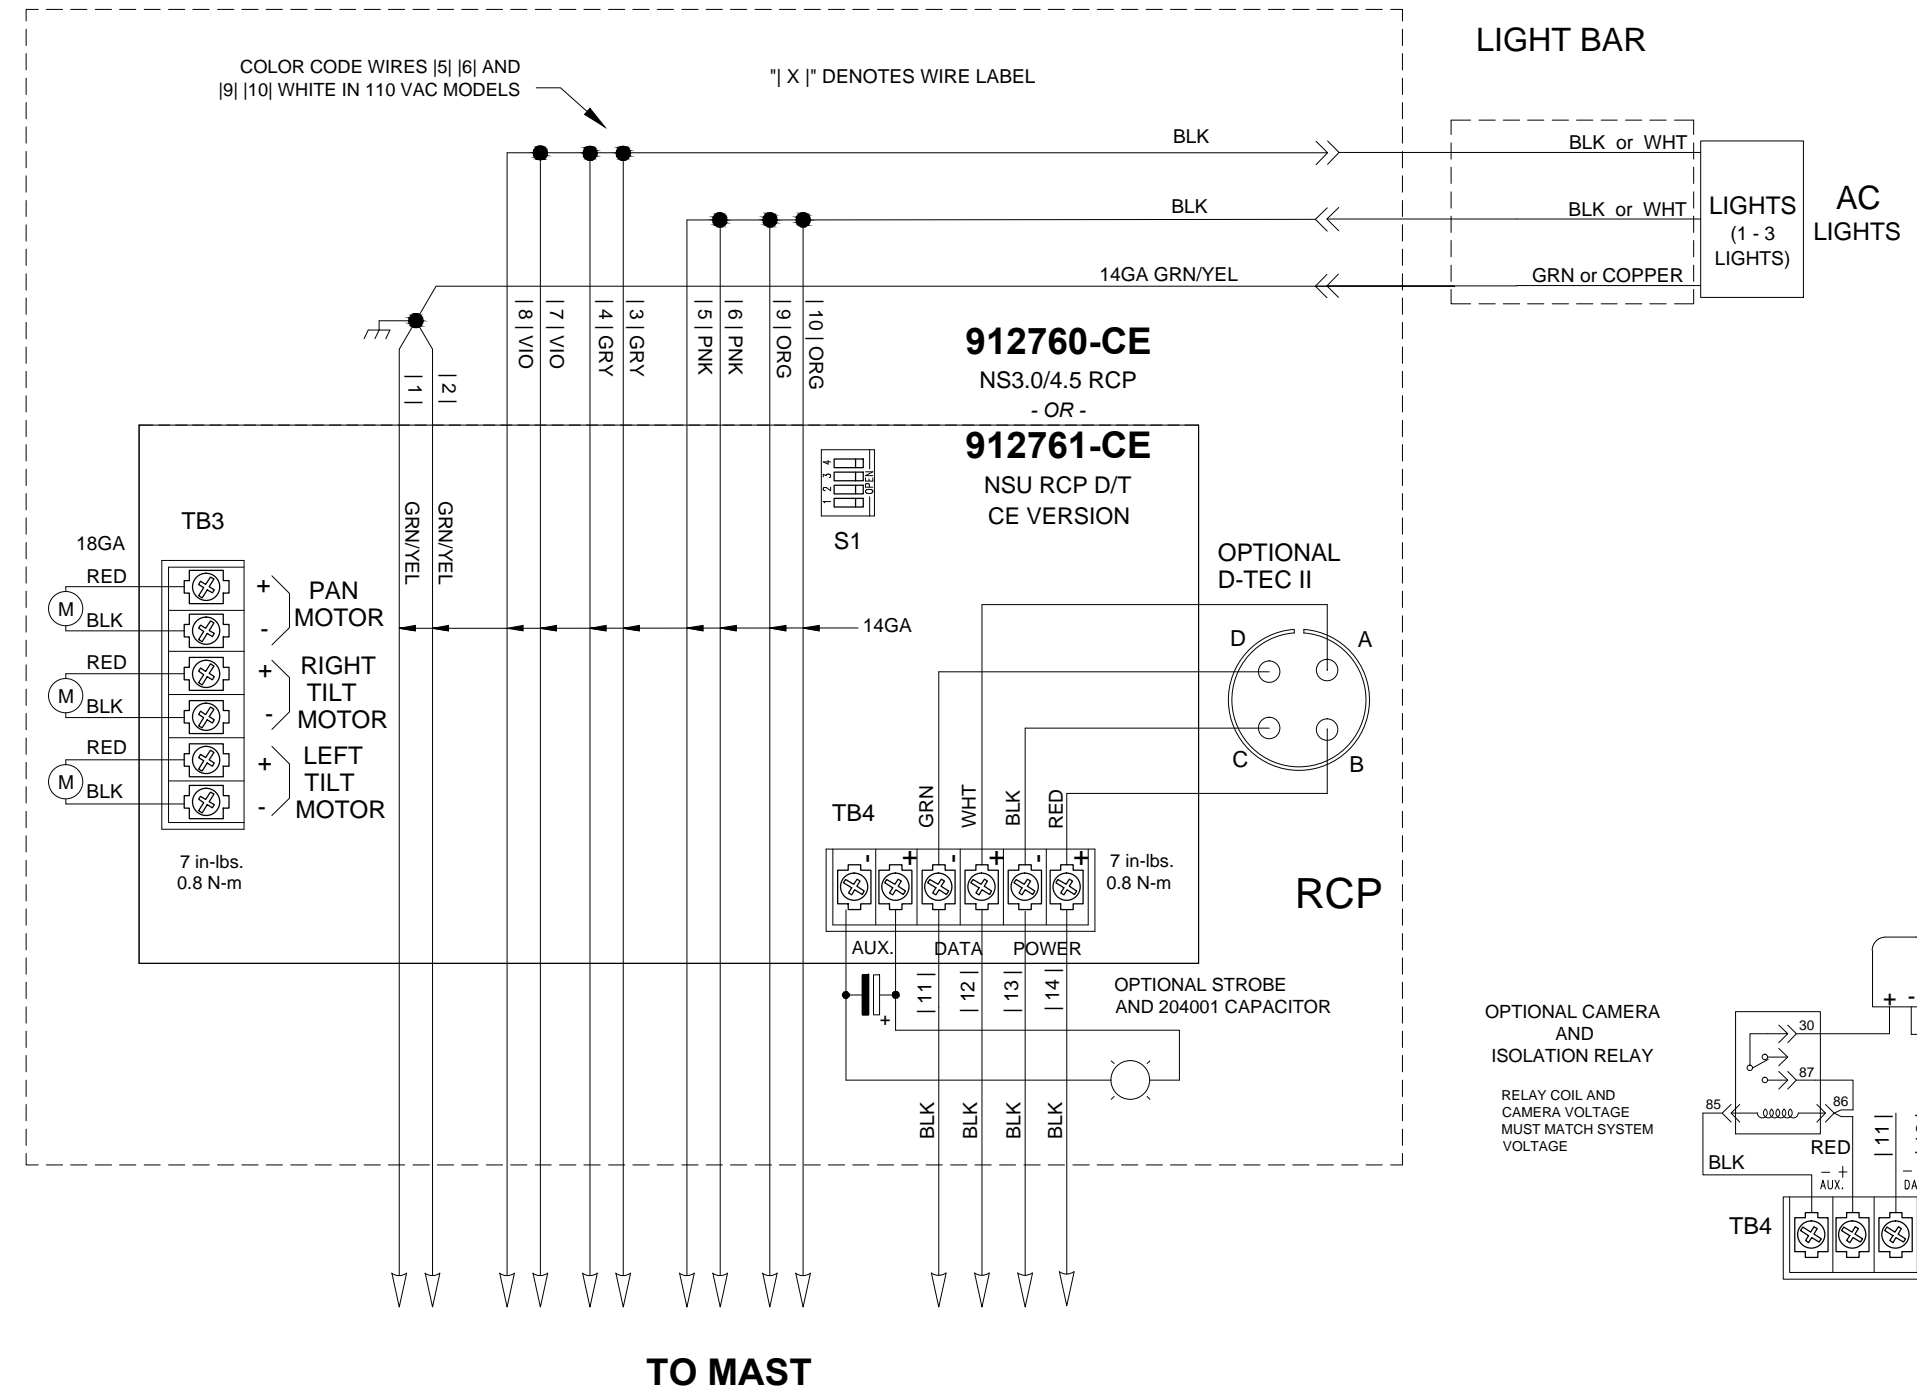 LIGHT BAR
COLOR CODE WIRES |5| |6| AND
|9| |10| WHITE IN 110 VAC MODELS
"| X |" DENOTES WIRE LABEL
BLK
BLK or WHT
BLK
BLK or WHT
14GA GRN/YEL
GRN or COPPER
LIGHTS
(1 - 3
LIGHTS)
AC
LIGHTS
| 1 |
| 2 |
| 8 | VIO
| 7 | VIO
| 4 | GRY
| 3 | GRY
| 5 | PNK
| 6 | PNK
| 9 | ORG
| 10 | ORG
912760-CE
NS3.0/4.5 RCP
- OR -
912761-CE
NSU RCP D/T
CE VERSION
1 2 3 4
OPEN
S1
GRN/YEL
GRN/YEL
14GA
TB3
18GA
RED
M
BLK
+
-
PAN
MOTOR
RED
M
BLK
+
-
RIGHT
TILT
MOTOR
RED
M
BLK
+
-
LEFT
TILT
MOTOR
7 in-lbs.
0.8 N-m
OPTIONAL
D-TEC II
D
A
C
B
TB4
GRN
WHT
BLK
RED
- + - + - +
7 in-lbs.
0.8 N-m
RCP
AUX.
DATA
POWER
| 11 |
| 12 |
| 13 |
| 14 |
+
OPTIONAL STROBE
AND 204001 CAPACITOR
BLK
BLK
BLK
BLK
OPTIONAL CAMERA
AND
ISOLATION RELAY
RELAY COIL AND
CAMERA VOLTAGE
MUST MATCH SYSTEM
VOLTAGE
+ -
30
87
85
86
RED
BLK
| 11 |
- +
AUX.
-
DA
TB4
TO MAST